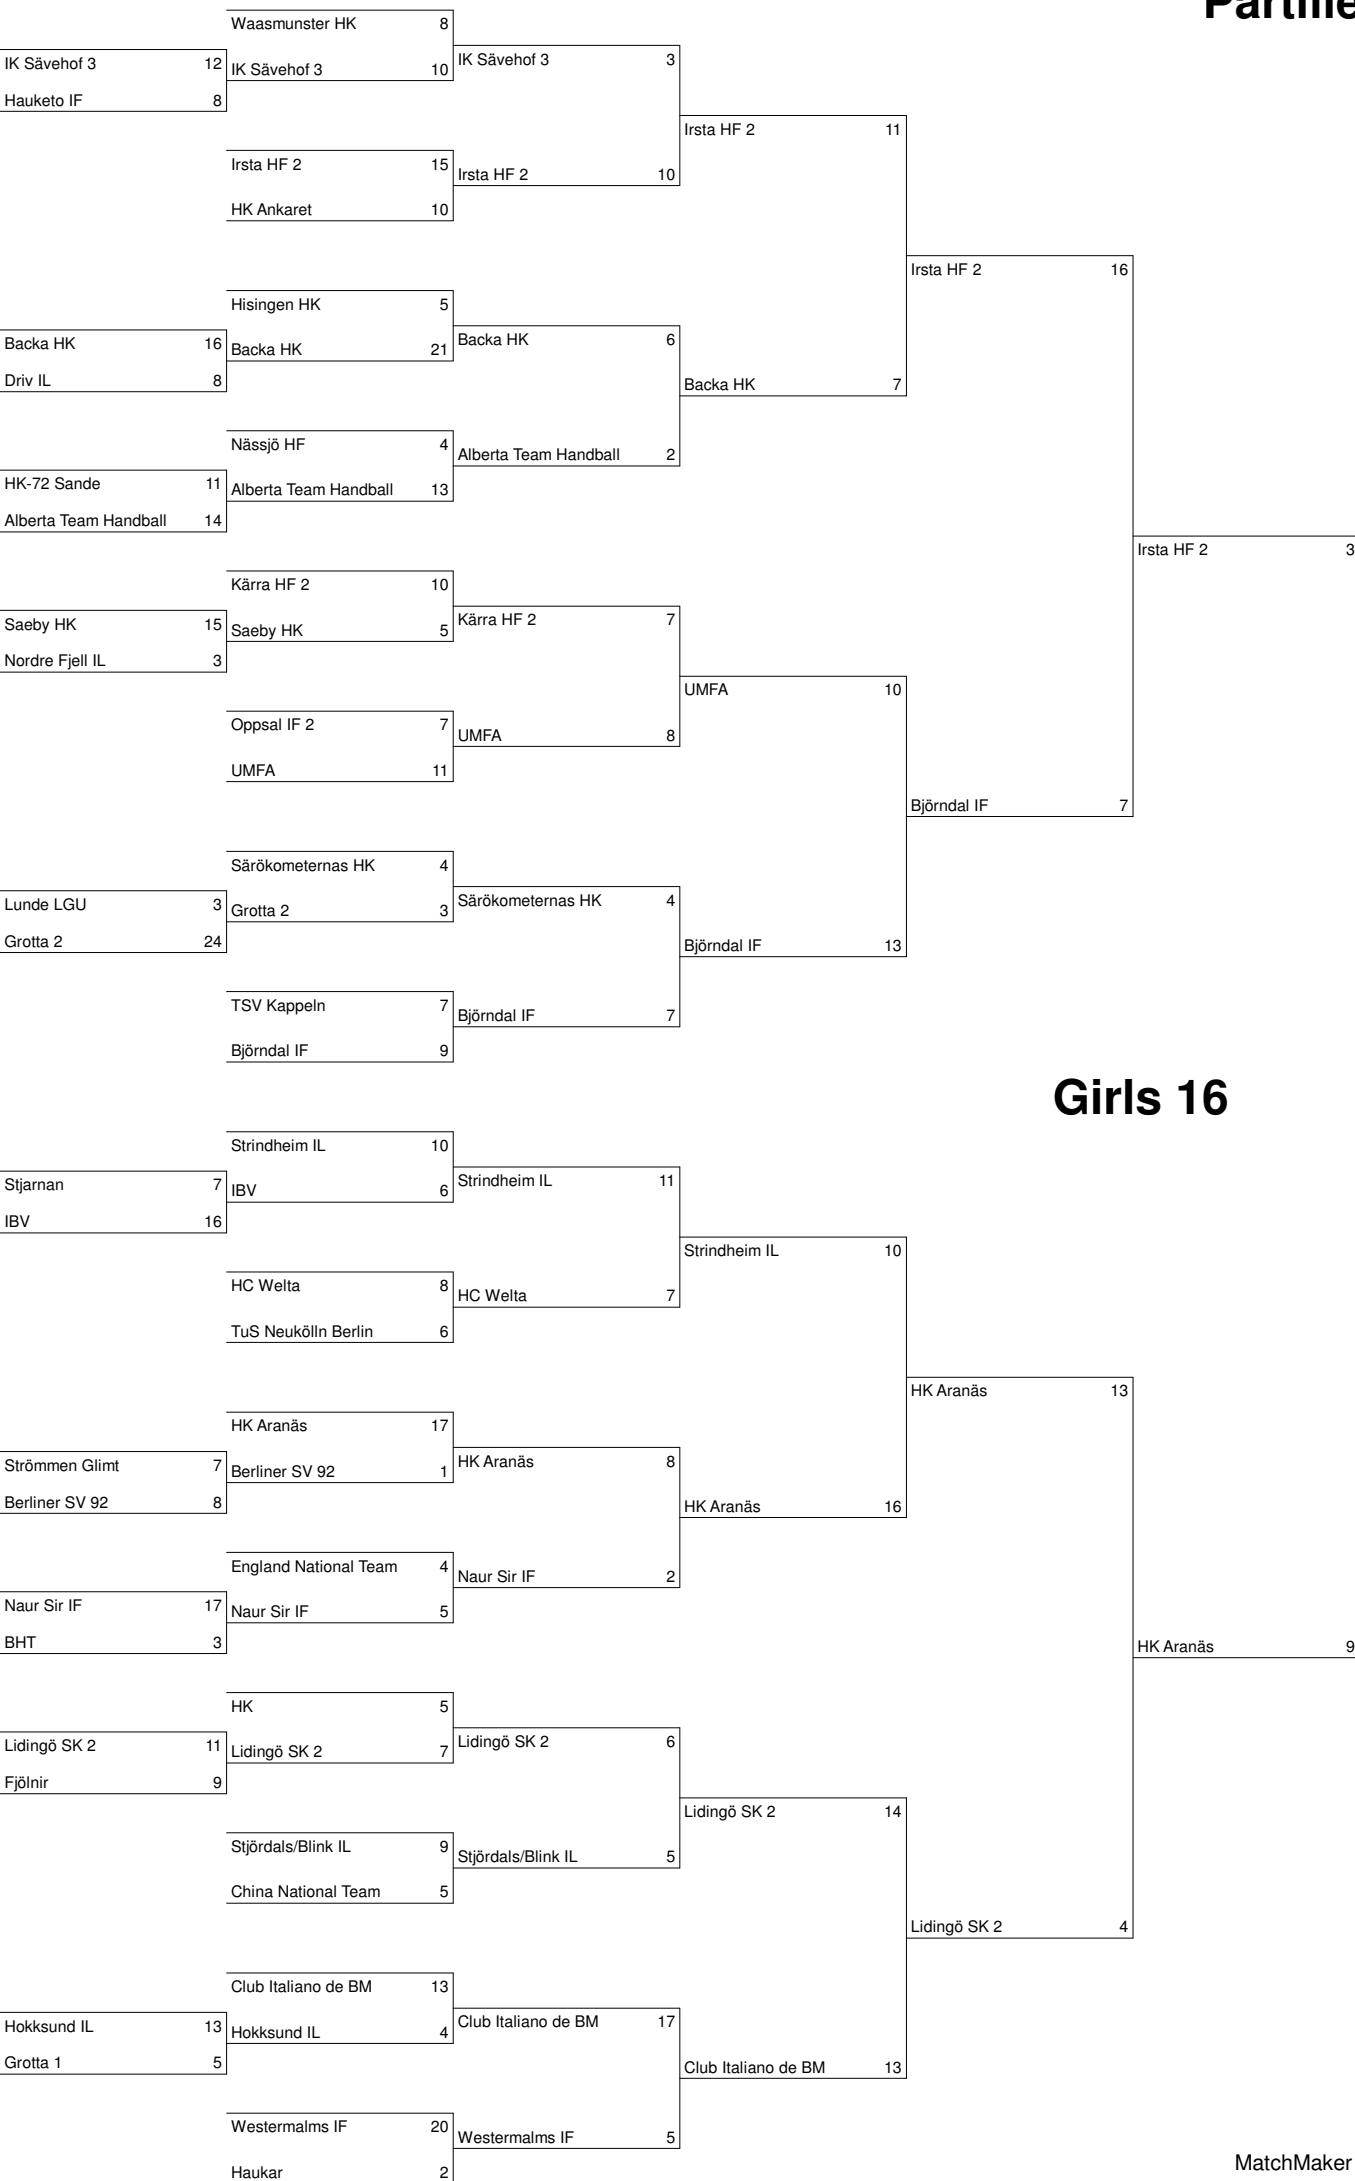 Partille
Waasmunster HK 8
IK Sävehof 3 3
IK Sävehof 3 12
IK Sävehof 3 10
Hauketo IF 8
Irsta HF 2 11
Irsta HF 2 15
Irsta HF 2 10
HK Ankaret 10
Irsta HF 2 16
Hisingen HK 5
Backa HK 16
Backa HK 21
Backa HK 6
Driv IL 8
Backa HK 7
Nässjö HF 4
Alberta Team Handball 2
HK-72 Sande 11
Alberta Team Handball 13
Alberta Team Handball 14
Irsta HF 2 3
Kärra HF 2 10
Saeby HK 15
Saeby HK 5
Kärra HF 2 7
Nordre Fjell IL 3
UMFA 10
Oppsal IF 2 7
UMFA 8
UMFA 11
Björndal IF 7
Särökometernas HK 4
Lunde LGU 3
Grotta 2 3
Särökometernas HK 4
Grotta 2 24
Björndal IF 13
TSV Kappeln 7
Björndal IF 7
Björndal IF 9
Girls 16
Strindheim IL 10
Stjarnan 7
IBV 6
Strindheim IL 11
IBV 16
Strindheim IL 10
HC Welta 8
HC Welta 7
TuS Neukölln Berlin 6
HK Aranäs 13
HK Aranäs 17
Strömmen Glimt 7
Berliner SV 92 1
HK Aranäs 8
Berliner SV 92 8
HK Aranäs 16
England National Team 4
Naur Sir IF 2
Naur Sir IF 17
Naur Sir IF 5
BHT 3
HK Aranäs 9
HK 5
Lidingö SK 2 11
Lidingö SK 2 7
Lidingö SK 2 6
Fjölnir 9
Lidingö SK 2 14
Stjördals/Blink IL 9
Stjördals/Blink IL 5
China National Team 5
Lidingö SK 2 4
Club Italiano de BM 13
Hokksund IL 13
Hokksund IL 4
Club Italiano de BM 17
Grotta 1 5
Club Italiano de BM 13
Westermalms IF 20
Westermalms IF 5
Haukar 2
MatchMaker